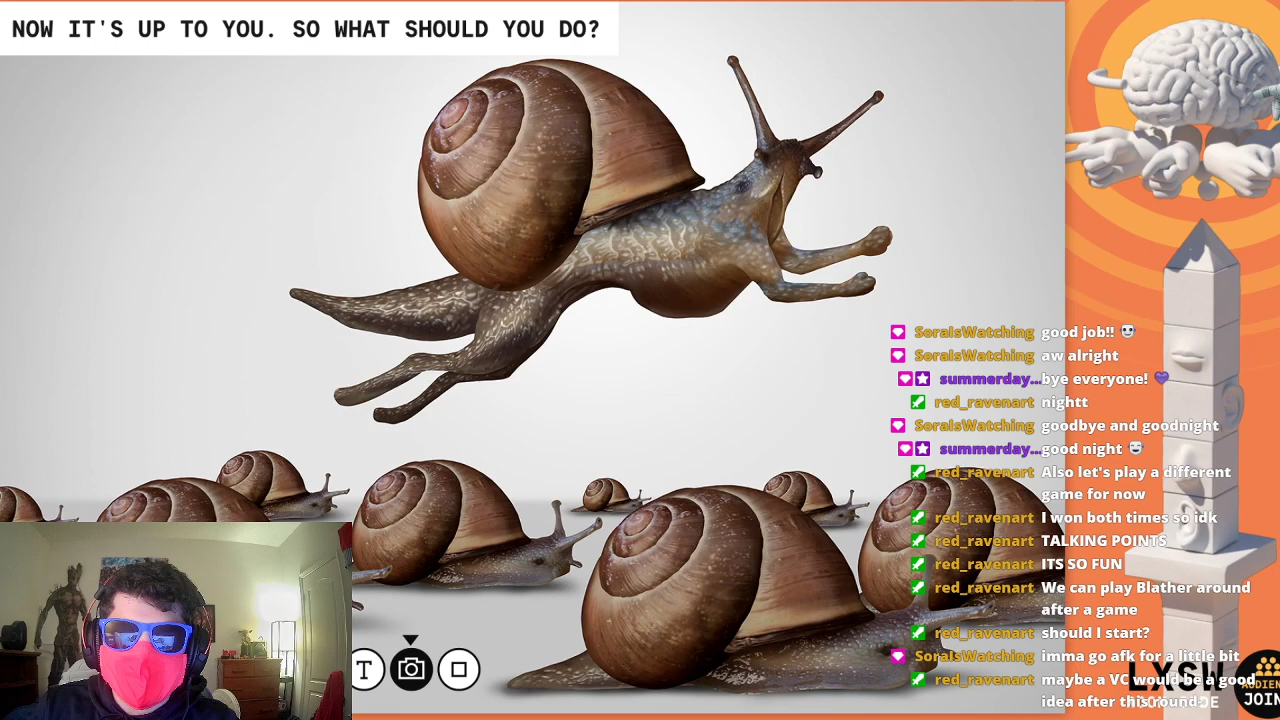 NOW IT'S UP TO YOU. SO WHAT SHOULD YOU DO?
SoraIsWatching good job!!
SoraIsWatching aw alright
summerday... bye everyone!
red_ravenart nightt
SoraIsWatching goodbye and goodnight
summerday... good night
red_ravenart Also let's play a different
game for now
red_ravenart I won both times so idk
red_ravenart TALKING POINTS
red_ravenart ITS SO FUN
red_ravenart We can play Blather around
after a game
red_ravenart should I start?
SoraIsWatching imma go afk for a little bit
red_ravenart maybe a VC would be a good
idea after this round
T
JOIN